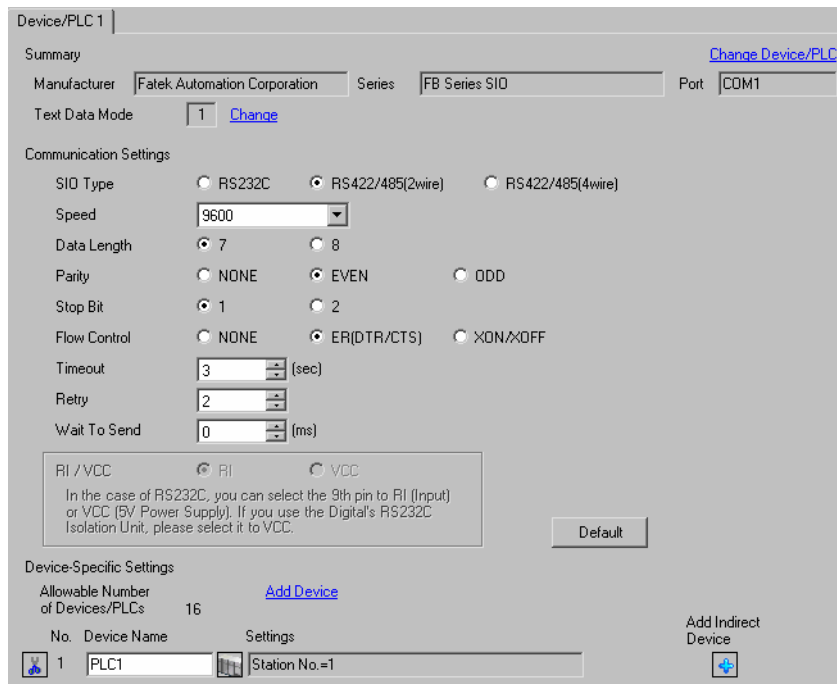 Device/PLC 1
Summary
Change Device/PLC
Manufacturer Fatek Automation Corporation Series FB Series SIO Port COM1
Text Data Mode 1 Change
Communication Settings
SIO Type RS232C RS422/485(2wire) RS422/485(4wire)
Speed 9600
Data Length 7 8
Parity NONE EVEN ODD
Stop Bit 1 2
Flow Control NONE ER(DTR/CTS) XON/XOFF
Timeout 3 (sec)
Retry 2
Wait To Send 0 (ms)
RI / VCC RI VCC
In the case of RS232C, you can select the 9th pin to RI (Input)
or VCC (5V Power Supply). If you use the Digital's RS232C
Isolation Unit, please select it to VCC.
Default
Device-Specific Settings
Allowable Number
of Devices/PLCs 16
Add Device
Add Indirect
Device
No. Device Name Settings
1 PLC1 Station No.=1